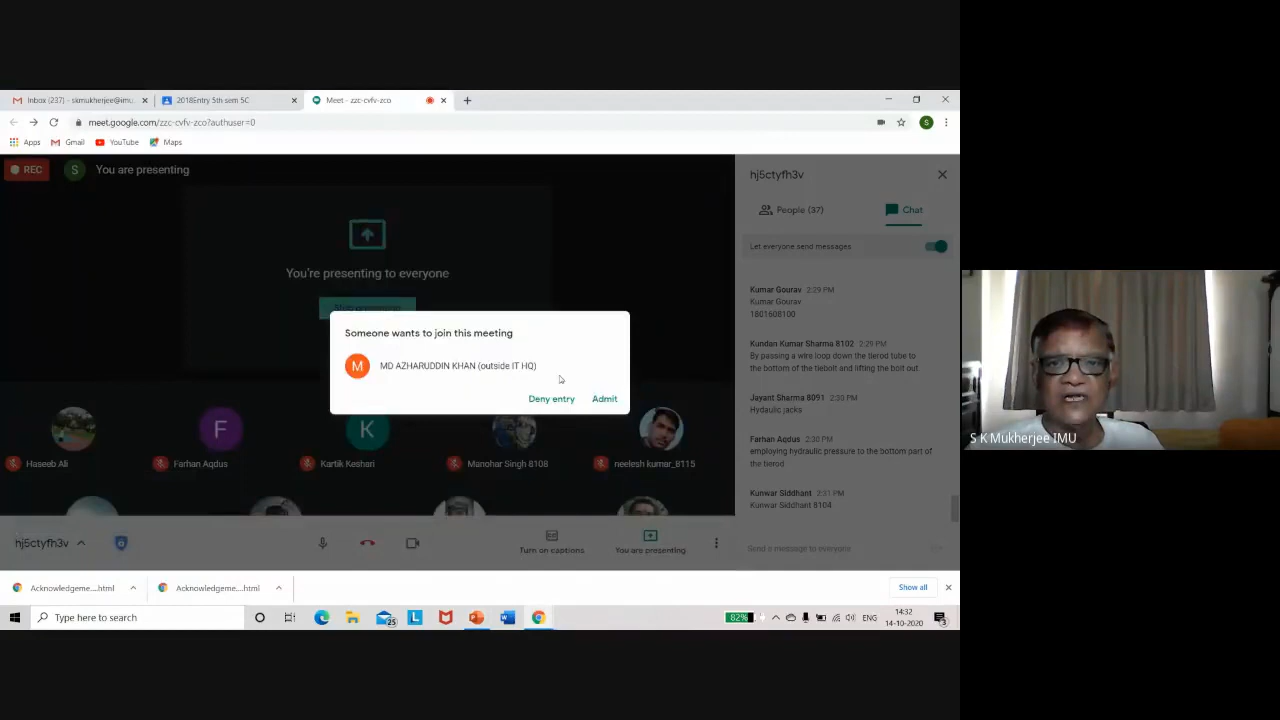 Inbox (237) - skmukherjee@imu.
2018Entry 5th sem 5C
Meet - zzc-cvfv-zco
meet.google.com/zzc-cvfv-zco?authuser=0
S
Apps
Gmail
YouTube
Maps
REC
S
You are presenting
You're presenting to everyone
Stop presenting
Someone wants to join this meeting
M
MD AZHARUDDIN KHAN (outside IT HQ)
Deny entry
Admit
F
K
Haseeb Ali
Farhan Aqdus
Kartik Keshari
Manohar Singh 8108
neelesh kumar_8115
hj5ctyfh3v
People (37)
Chat
Let everyone send messages
Kumar Gourav 2:29 PM
Kumar Gourav
1801608100
Kundan Kumar Sharma 8102 2:29 PM
By passing a wire loop down the tierod tube to
the bottom of the tiebolt and lifting the bolt out.
Jayant Sharma 8091 2:30 PM
Hydaulic jacks
Farhan Aqdus 2:30 PM
employing hydraulic pressure to the bottom part of
the tierod
Kunwar Siddhant 2:31 PM
Kunwar Siddhant 8104
Send a message to everyone
hj5ctyfh3v
Turn on captions
You are presenting
Acknowledgeme....html
Acknowledgeme....html
Show all
Type here to search
25
L
82%
ENG
14:32
14-10-2020
3
S K Mukherjee IMU